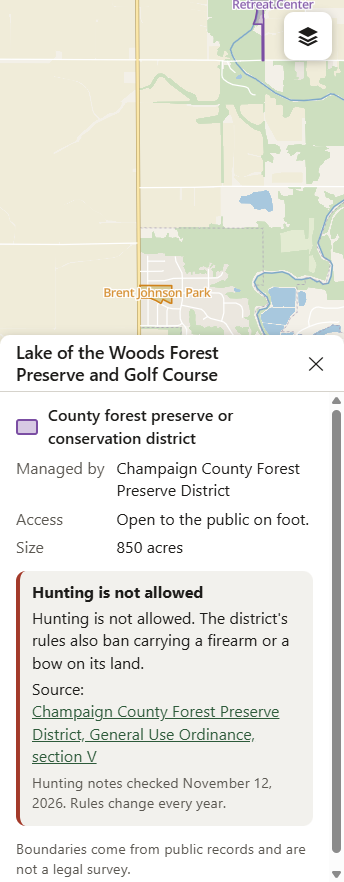 Retreat Center
Brent Johnson Park
Lake of the Woods Forest
Preserve and Golf Course
County forest preserve or
conservation district
Managed by Champaign County Forest
Preserve District
Access Open to the public on foot.
Size 850 acres
Hunting is not allowed
Hunting is not allowed. The district's
rules also ban carrying a firearm or a
bow on its land.
Source:
Champaign County Forest Preserve
District, General Use Ordinance,
section V
Hunting notes checked November 12,
2026. Rules change every year.
Boundaries come from public records and are
not a legal survey.